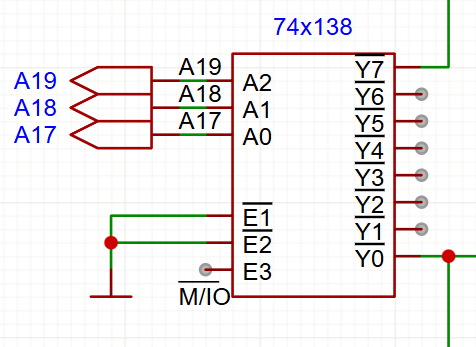 74x138
A19 A19 A2 Y7
A18 A18 A1 Y6
A17 A17 A0 Y5
Y4
Y3
Y2
E1 Y1
E2 Y0
E3
M/IO